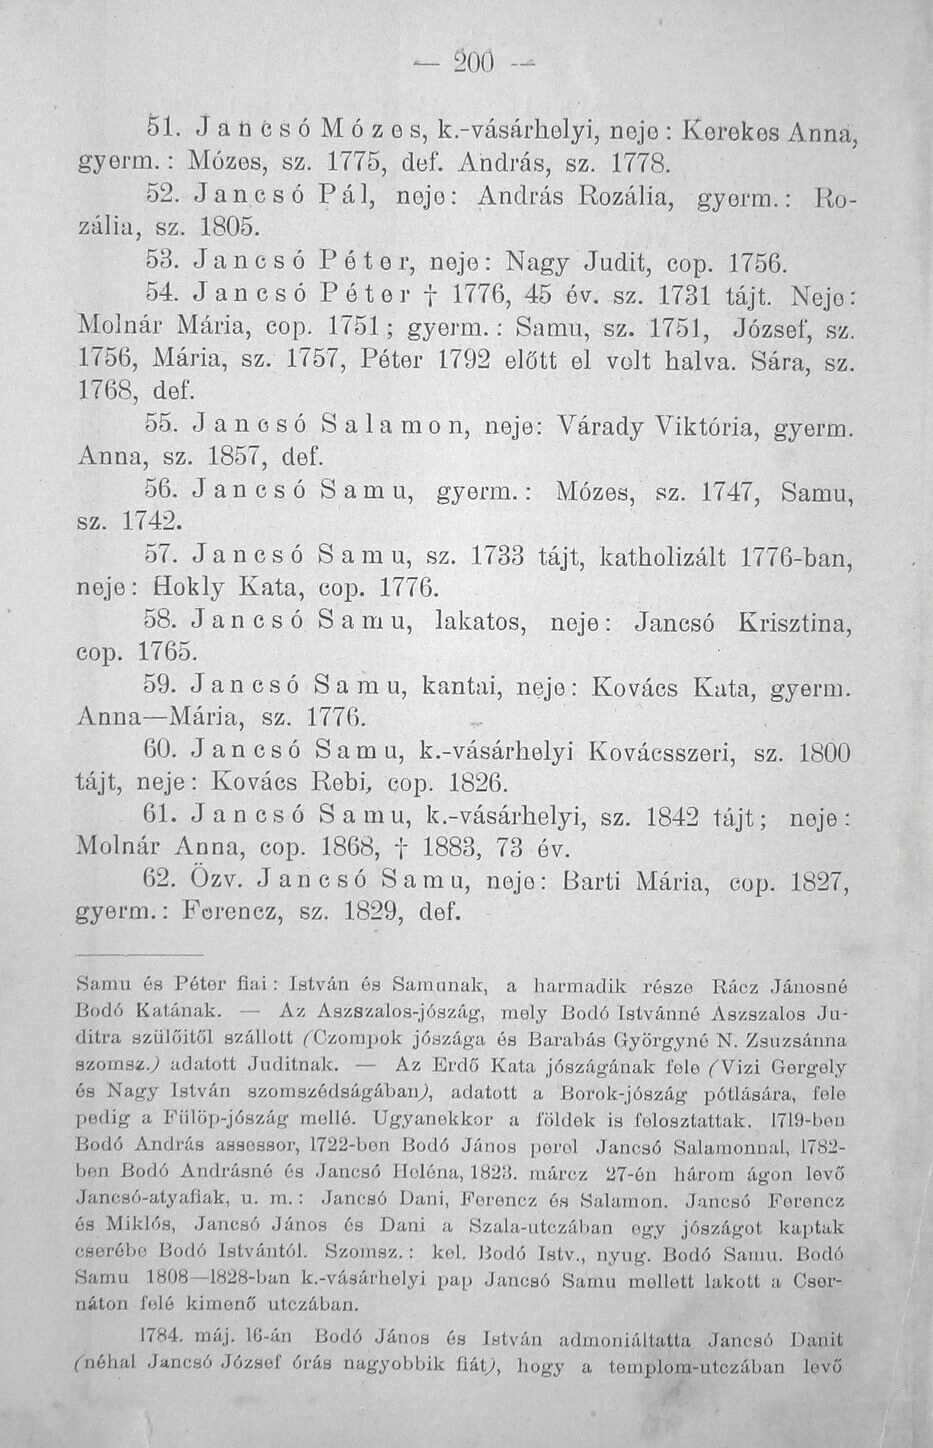 — 200 —
51. Jancsó Mózes, k.-vásárhelyi, neje : Kerekes Anna,
gyerm. : Mózes, sz. 1775, def. András, sz. 1778.
52. Jancsó Pál, neje: András Rozália, gyerm. : Ro-
zália, sz. 1805.
53. Jancsó Péter, neje: Nagy Judit, cop. 1756.
54. Jancsó Péter † 1776, 45 év. sz. 1731 tájt. Neje:
Molnár Mária, cop. 1751; gyerm. : Samu, sz. 1751, József, sz.
1756, Mária, sz. 1757, Péter 1792 előtt el volt halva. Sára, sz.
1768, def.
55. Jancsó Salamon, neje: Várady Viktória, gyerm.
Anna, sz. 1857, def.
56. Jancsó Samu, gyerm. : Mózes, sz. 1747, Samu,
sz. 1742.
57. Jancsó Samu, sz. 1733 tájt, katholizált 1776-ban,
neje: Hokly Kata, cop. 1776.
58. Jancsó Samu, lakatos, neje: Jancsó Krisztina,
cop. 1765.
59. Jancsó Samu, kantai, neje: Kovács Kata, gyerm.
Anna—Mária, sz. 1776.
60. Jancsó Samu, k.-vásárhelyi Kovácsszeri, sz. 1800
tájt, neje: Kovács Rebi, cop. 1826.
61. Jancsó Samu, k.-vásárhelyi, sz. 1842 tájt; neje:
Molnár Anna, cop. 1868, † 1883, 73 év.
62. Özv. Jancsó Samu, neje: Barti Mária, cop. 1827,
gyerm. : Ferencz, sz. 1829, def.
Samu és Péter fiai : István és Samunak, a harmadik része Rácz Jánosné
Bodó Katának. — Az Aszszalos-jószág, mely Bodó Istvánné Aszszalos Ju-
ditra szülőitől szállott (Czompok jószága és Barabás Györgyné N. Zsuzsánna
szomsz.) adatott Juditnak. — Az Erdő Kata jószágának fele (Vizi Gergely
és Nagy István szomszédságában), adatott a Borok-jószág pótlására, fele
pedig a Fülöp-jószág mellé. Ugyanekkor a földek is felosztattak. 1719-ben
Bodó András assessor, 1722-ben Bodó János perel Jancsó Salamonnal, 1782-
ben Bodó Andrásné és Jancsó Heléna, 1823. márcz 27-én három ágon levő
Jancsó-atyafiak, u. m. : Jancsó Dani, Ferencz és Salamon. Jancsó Ferencz
és Miklós, Jancsó János és Dani a Szala-utczában egy jószágot kaptak
cserébe Bodó Istvántól. Szomsz. : kel. Bodó Istv., nyug. Bodó Samu. Bodó
Samu 1808—1828-ban k.-vásárhelyi pap Jancsó Samu mellett lakott a Cser-
náton felé kimenő utczában.
1784. máj. 16-án Bodó János és István admoniáltatta Jancsó Danit
(néhai Jancsó József órás nagyobbik fiát), hogy a templom-utczában levő